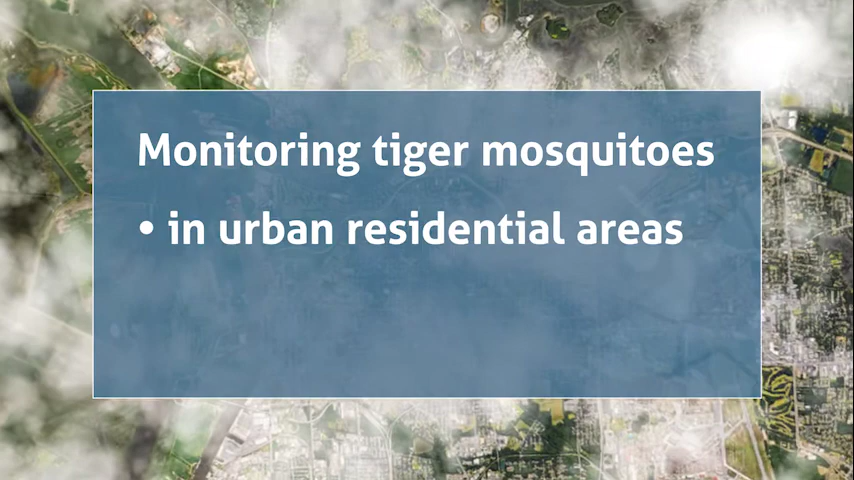 Monitoring tiger mosquitoes
• in urban residential areas